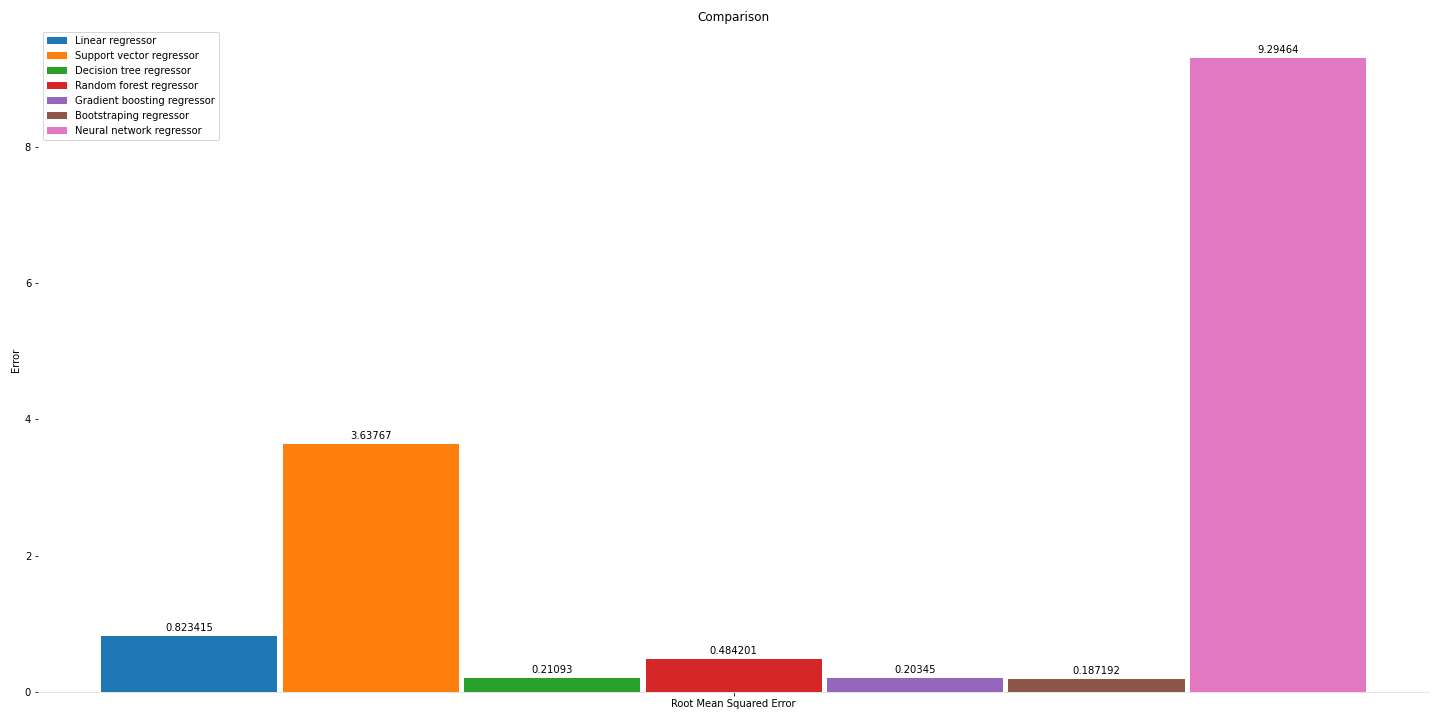 Comparison
Linear regressor
Support vector regressor
Decision tree regressor
Random forest regressor
Gradient boosting regressor
Bootstraping regressor
Neural network regressor
9.29464
8
6
Error
4
3.63767
2
0.823415
0.21093
0.484201
0.20345
0.187192
0
Root Mean Squared Error